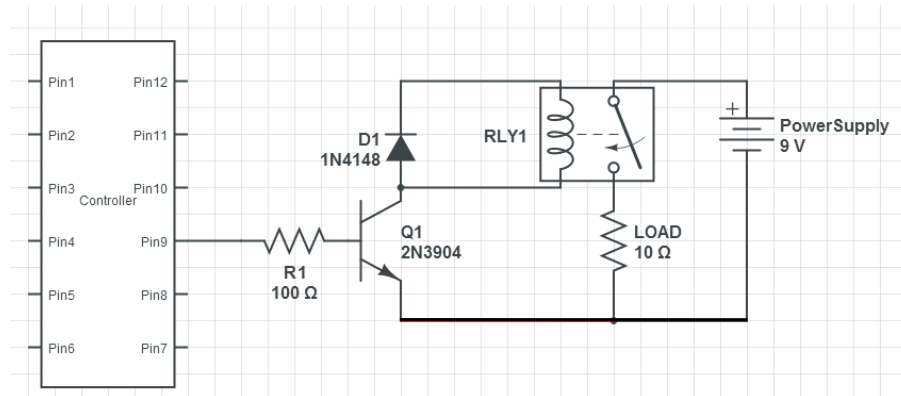 Pin1
Pin12
Pin2
Pin11
Pin3
Pin10
Controller
Pin4
Pin9
Pin5
Pin8
Pin6
Pin7
R1
100 Ω
D1
1N4148
Q1
2N3904
RLY1
LOAD
10 Ω
+
PowerSupply
9 V